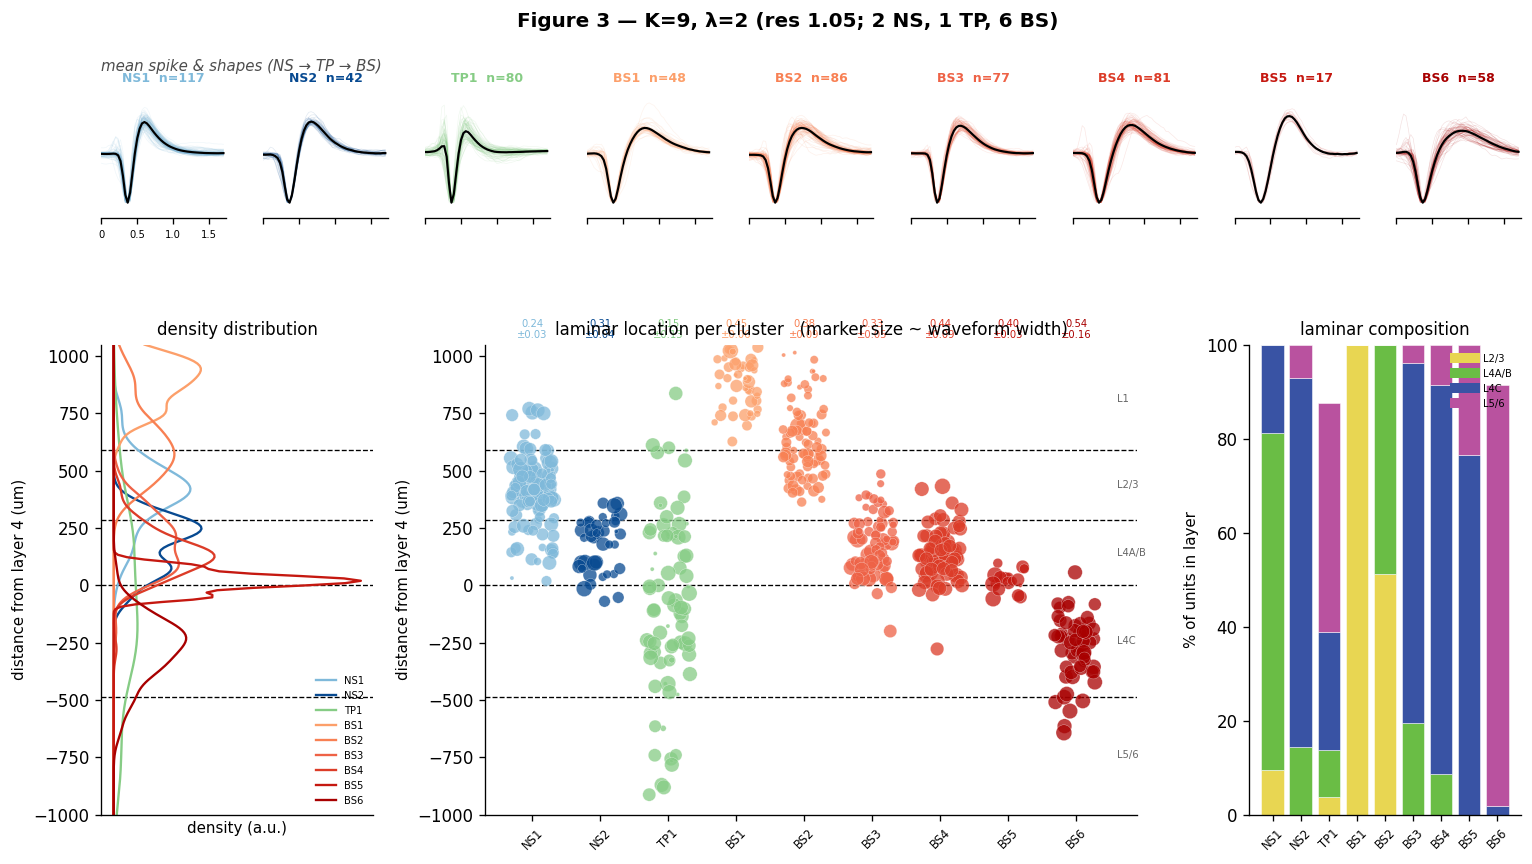 Figure 3 — K=9, λ=2 (res 1.05; 2 NS, 1 TP, 6 BS)
mean spike & shapes (NS → TP → BS)
NS1 n=117
NS2 n=42
TP1 n=80
BS1 n=48
BS2 n=86
BS3 n=77
BS4 n=81
BS5 n=17
BS6 n=58
0 0.5 1.0 1.5
density distribution
distance from layer 4 (um)
1000
750
500
250
0
−250
−500
−750
−1000
density (a.u.)
NS1
NS2
TP1
BS1
BS2
BS3
BS4
BS5
BS6
laminar location per cluster (marker size ~ waveform width)
0.24
±0.03
0.31
±0.04
0.44
0.40
0.54
±0.16
distance from layer 4 (um)
1000
750
500
250
0
−250
−500
−750
−1000
L1
L2/3
L4A/B
L4C
L5/6
NS1 NS2 TP1 BS1 BS2 BS3 BS4 BS5 BS6
laminar composition
% of units in layer
100
80
60
40
20
0
L2/3
L4A/B
L4C
L5/6
NS1 NS2 TP1 BS1 BS2 BS3 BS4 BS5 BS6